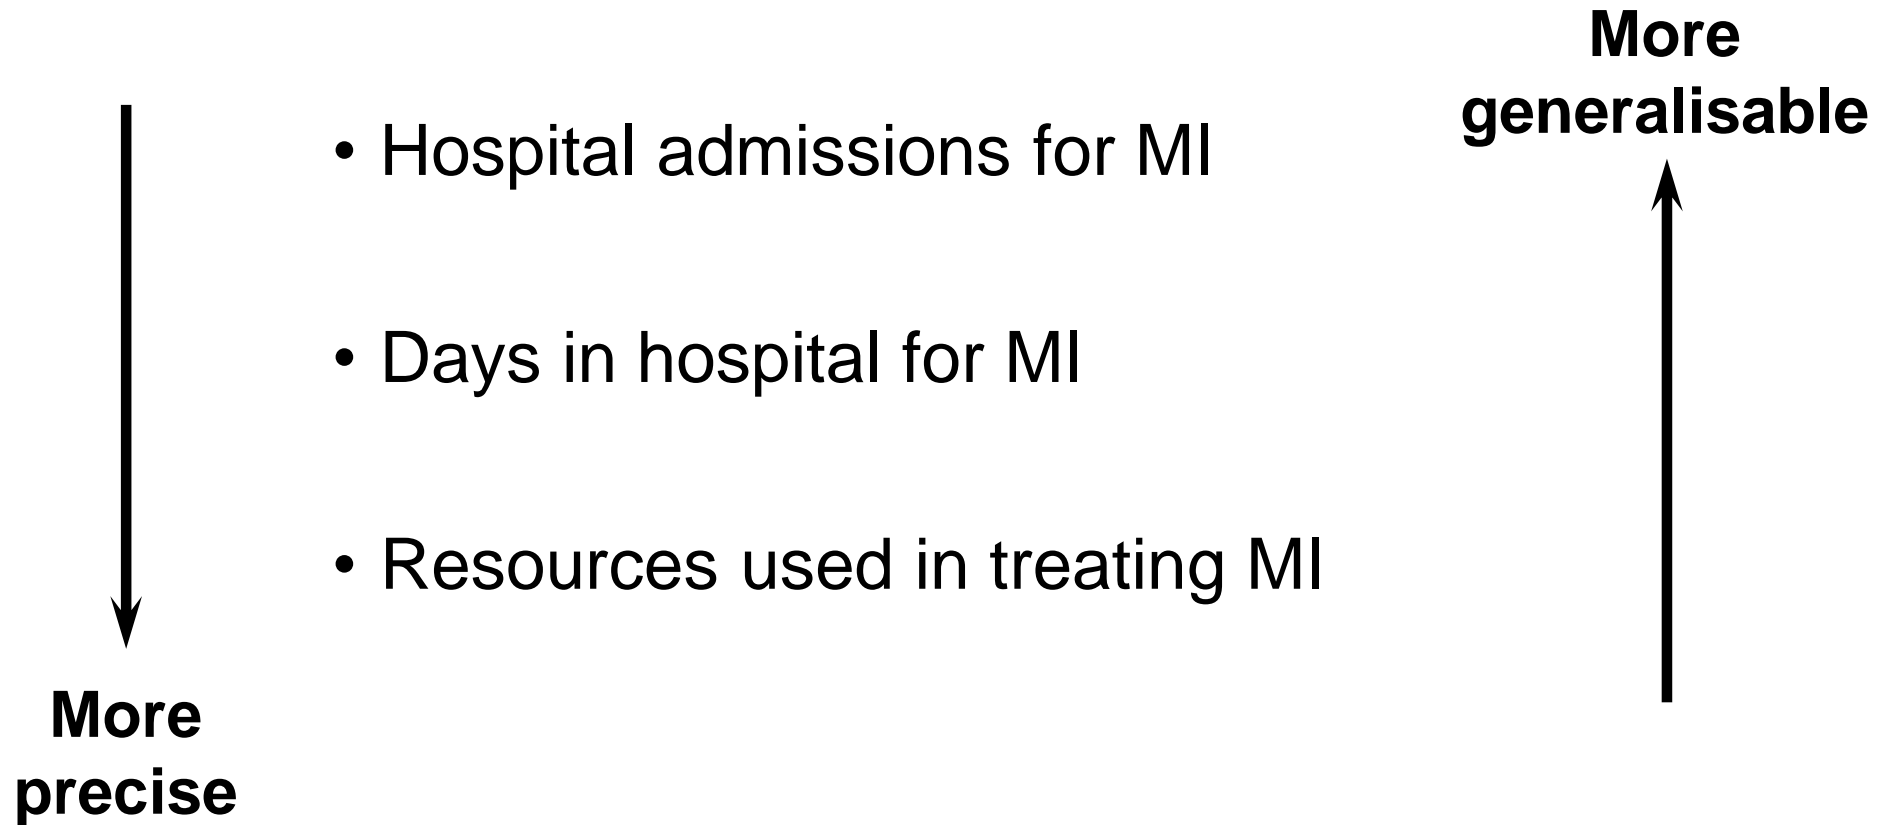 More
generalisable
• Hospital admissions for MI
• Days in hospital for MI
• Resources used in treating MI
More
precise